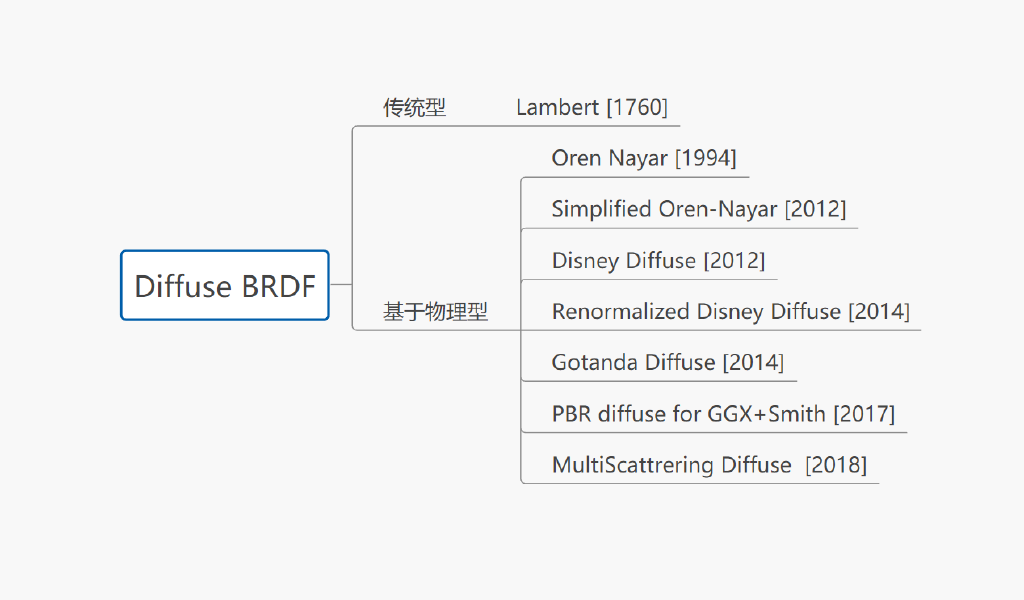 传统型 Lambert [1760]
Oren Nayar [1994]
Simplified Oren-Nayar [2012]
Disney Diffuse [2012]
Diffuse BRDF
基于物理型 Renormalized Disney Diffuse [2014]
Gotanda Diffuse [2014]
PBR diffuse for GGX+Smith [2017]
MultiScattrering Diffuse [2018]